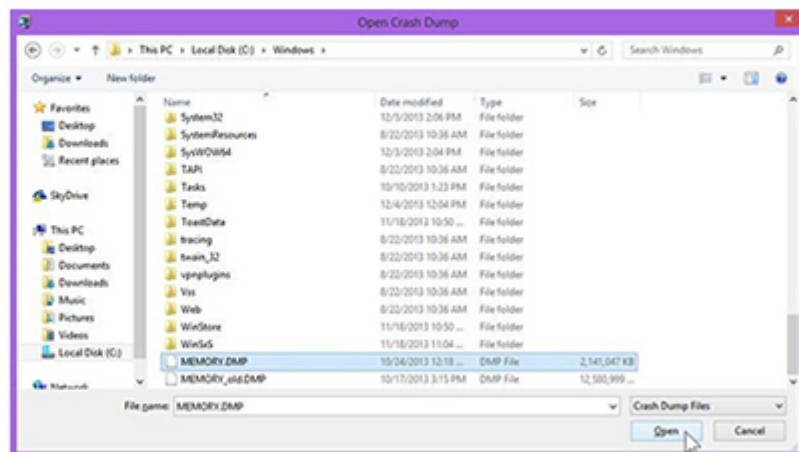 Open Crash Dump
This PC Local Disk (C:) Windows
Search Windows
Organize New folder
Name Date modified Type Size
System32 12/3/2013 2:06 PM File folder
SystemResources 8/22/2013 10:36 AM File folder
SysWOW64 12/3/2013 2:04 PM File folder
TAPI 8/22/2013 10:36 AM File folder
Tasks 10/10/2013 1:23 PM File folder
Temp 12/4/2013 12:04 PM File folder
ToastData 11/18/2013 10:50 ... File folder
tracing 8/22/2013 10:36 AM File folder
twain_32 8/22/2013 10:36 AM File folder
vpnplugins 8/22/2013 10:36 AM File folder
Vss 8/22/2013 10:36 AM File folder
Web 8/22/2013 10:36 AM File folder
WinStore 11/18/2013 10:50 ... File folder
WinSxS 11/18/2013 11:04 ... File folder
MEMORY.DMP 10/24/2013 12:18 ... DMP File 2,141,047 KB
MEMORY_old.DMP 10/17/2013 3:15 PM DMP File 12,580,999 ...
Favorites
Desktop
Downloads
Recent places
SkyDrive
This PC
Desktop
Documents
Downloads
Music
Pictures
Videos
Local Disk (C:)
Network
File name: MEMORY.DMP
Crash Dump Files
Open Cancel